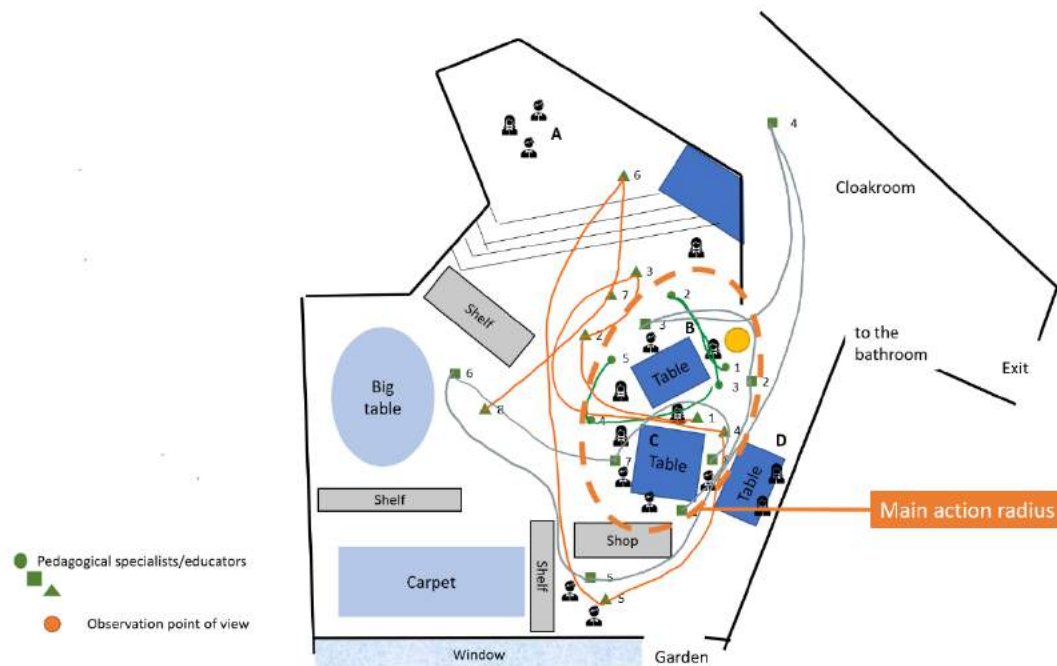 4
A
Cloakroom
6
3
7
2
Shelf
B
3
2
to the
bathroom
Exit
5
1
Table
2
3
Big
table
6
8
4
1
4
C
D
Table
7
Table
Shelf
Main action radius
Shop
Pedagogical specialists/educators
Shelf
Carpet
5
5
Observation point of view
Window
Garden